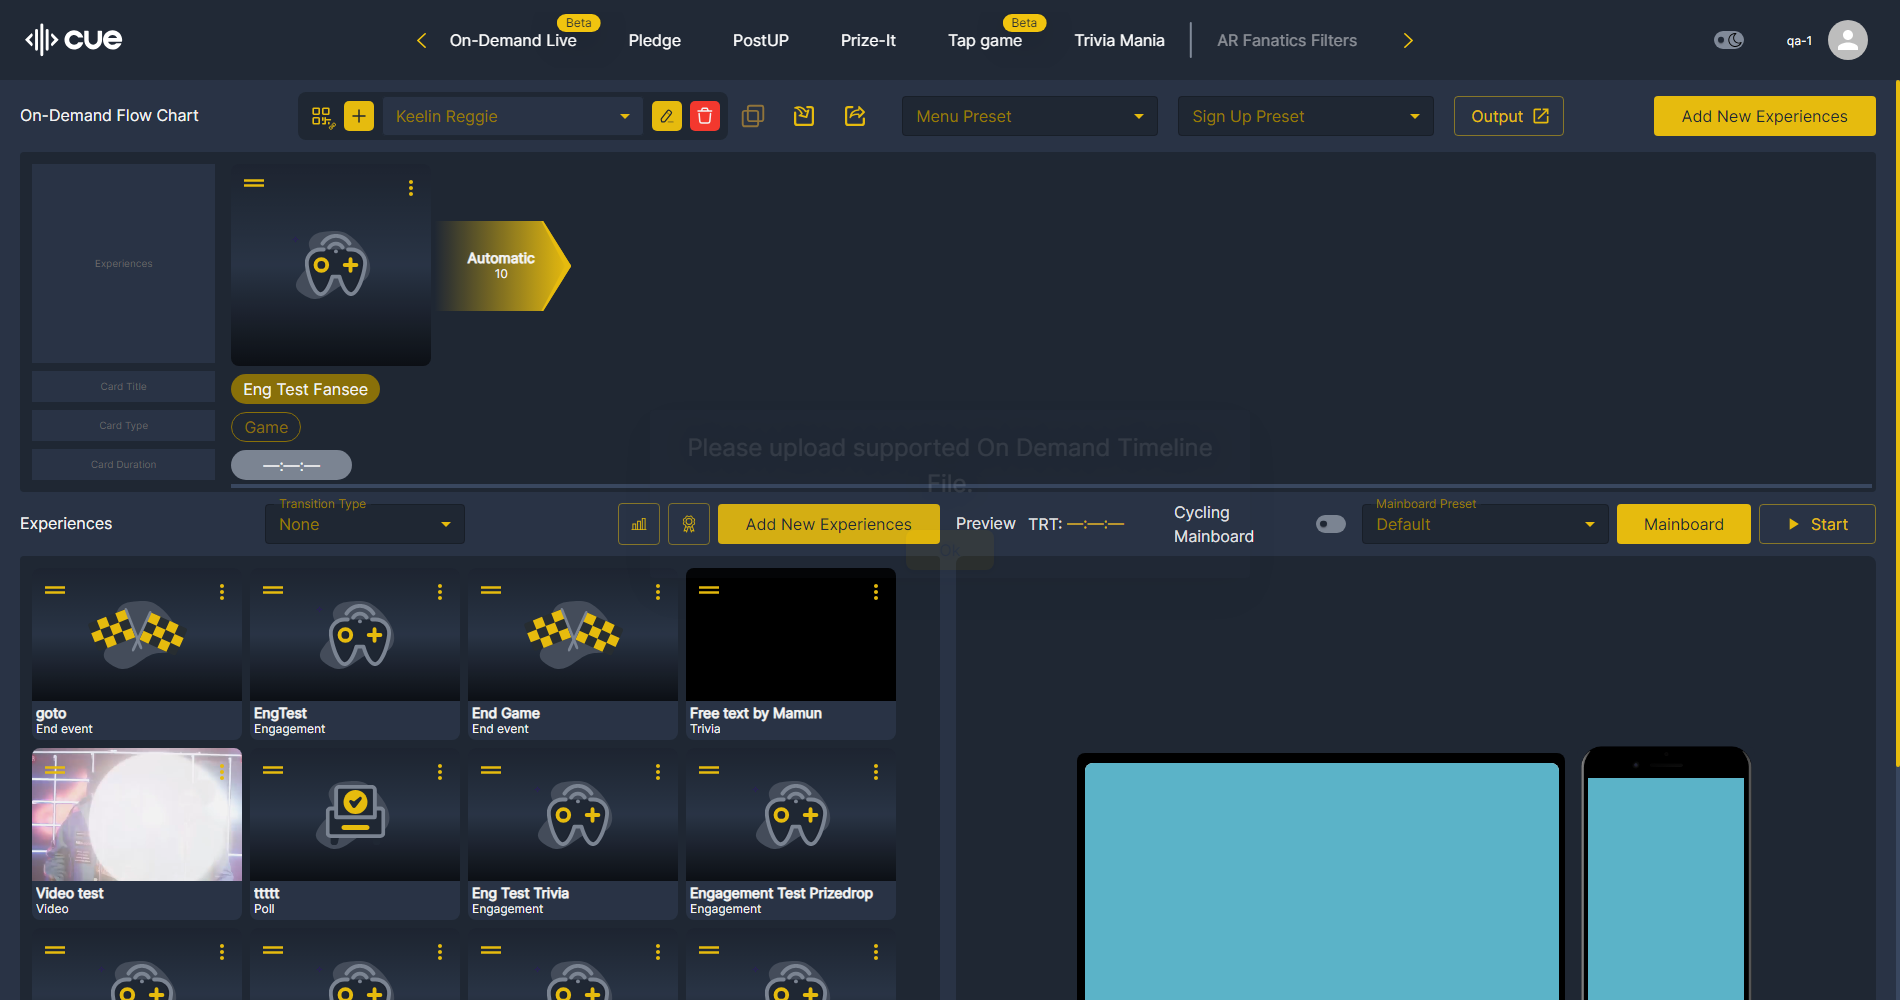 cue
On-Demand Live
Beta
Pledge
PostUP
Prize-It
Tap game
Beta
Trivia Mania
AR Fanatics Filters
qa-1
On-Demand Flow Chart
Keelin Reggie
Menu Preset
Sign Up Preset
Output
Add New Experiences
Experiences
Automatic
10
Card Title
Eng Test Fansee
Card Type
Game
Card Duration
—:—:—
Please upload supported On Demand Timeline
File.
Experiences
Transition Type
None
Add New Experiences
Preview
TRT: —:—:—
Cycling
Mainboard
Mainboard Preset
Default
Mainboard
Start
goto
End event
EngTest
Engagement
End Game
End event
Free text by Mamun
Trivia
Video test
Video
ttttt
Poll
Eng Test Trivia
Engagement
Engagement Test Prizedrop
Engagement